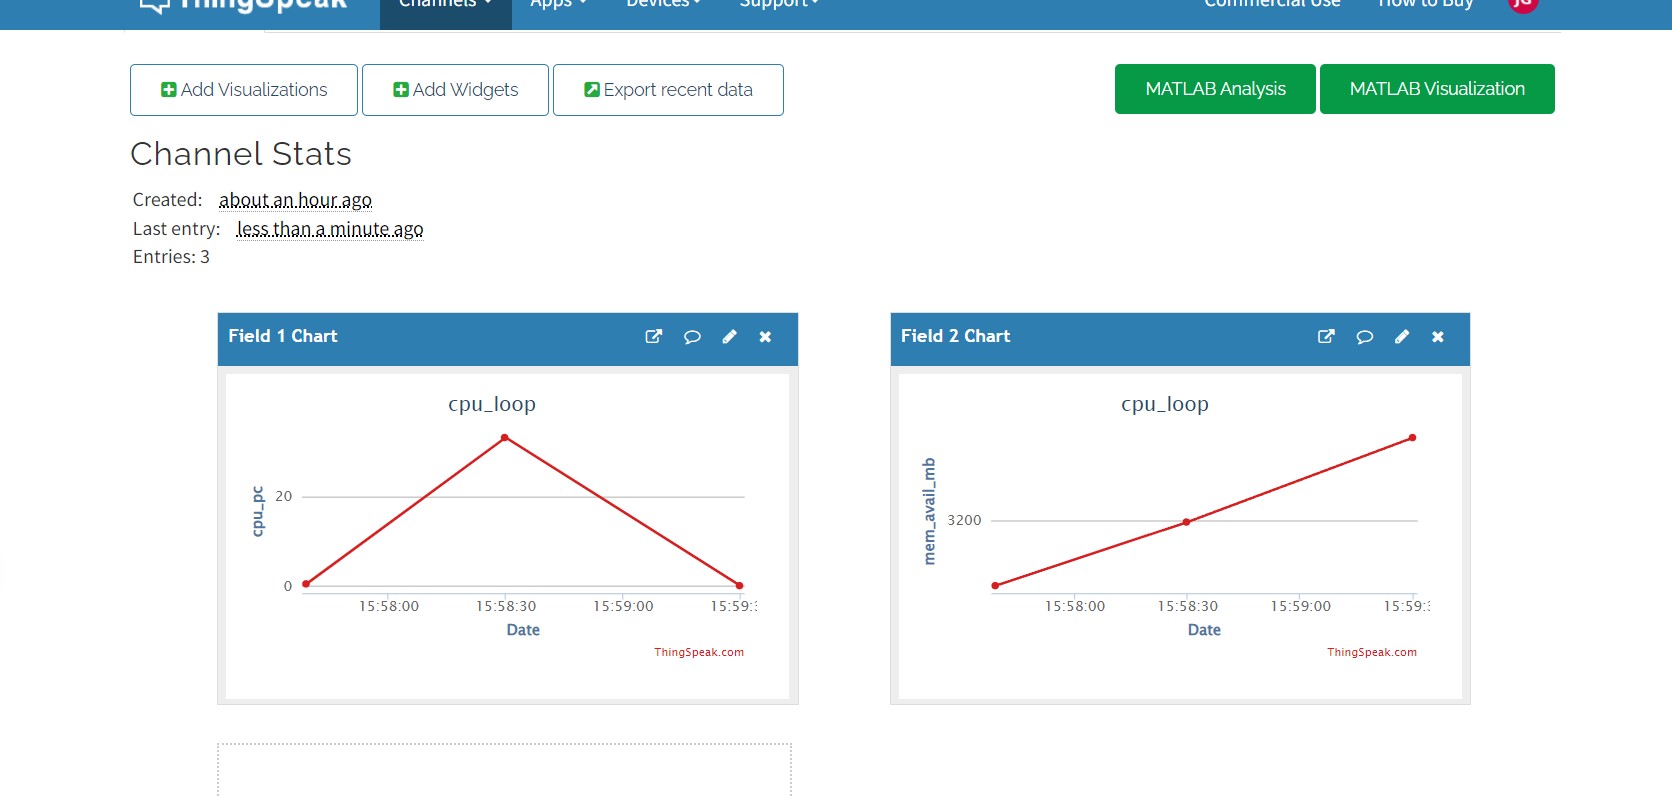 ThingSpeak Channels Apps Devices Support Commercial Use How to Buy JG
Add Visualizations Add Widgets Export recent data MATLAB Analysis MATLAB Visualization
Channel Stats
Created: about an hour ago
Last entry: less than a minute ago
Entries: 3
Field 1 Chart
cpu_loop
cpu_pc
20
0
15:58:00 15:58:30 15:59:00 15:59:
Date
ThingSpeak.com
Field 2 Chart
cpu_loop
mem_avail_mb
3200
15:58:00 15:58:30 15:59:00 15:59:
Date
ThingSpeak.com